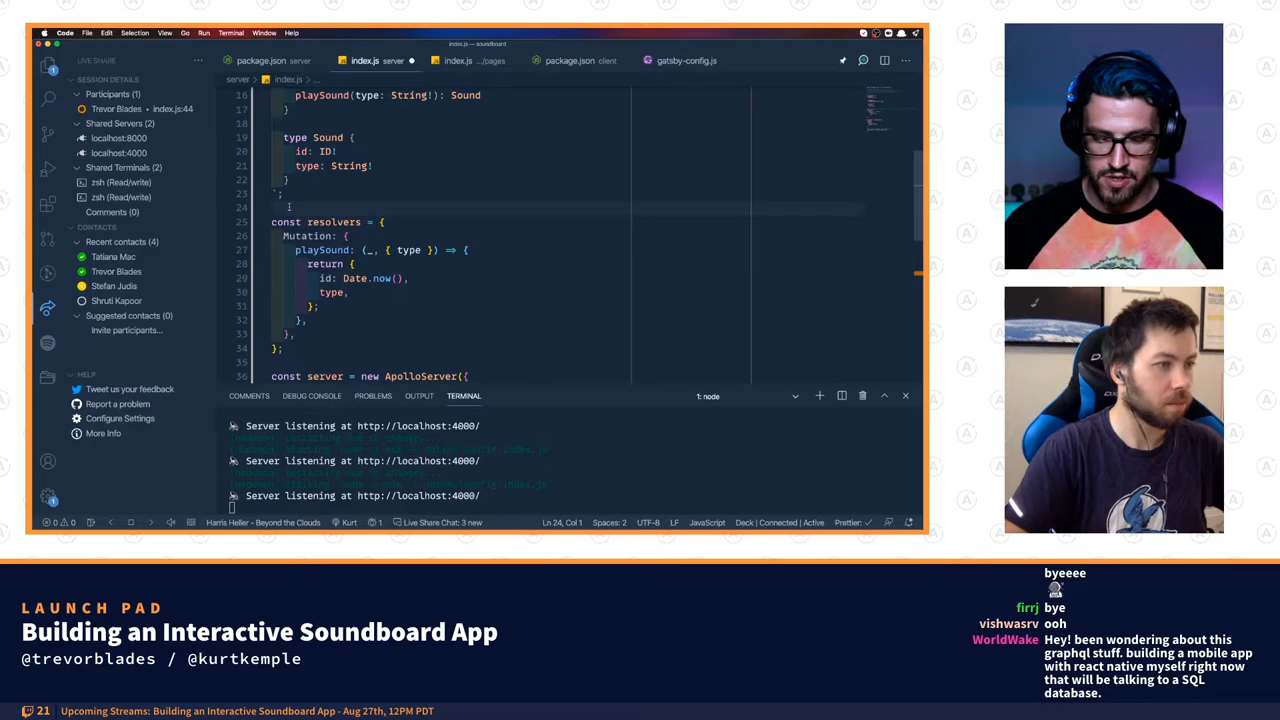 Code File Edit Selection View Go Run Terminal Window Help
index.js — soundboard
LIVE SHARE
SESSION DETAILS
Participants (1)
Trevor Blades • index.js:44
Shared Servers (2)
localhost:8000
localhost:4000
Shared Terminals (2)
zsh (Read/write)
zsh (Read/write)
Comments (0)
CONTACTS
Recent contacts (4)
Tatiana Mac
Trevor Blades
Stefan Judis
Shruti Kapoor
Suggested contacts (0)
Invite participants...
HELP
Tweet us your feedback
Report a problem
Configure Settings
More Info
package.json server
index.js server
index.js .../pages
package.json client
gatsby-config.js
server > index.js > ...
16 playSound(type: String!): Sound
17 }
18
19 type Sound {
20 id: ID!
21 type: String!
22 }
23 `;
24
25 const resolvers = {
26 Mutation: {
27 playSound: (_, { type }) => {
28 return {
29 id: Date.now(),
30 type,
31 };
32 },
33 },
34 };
35
36 const server = new ApolloServer({
COMMENTS DEBUG CONSOLE PROBLEMS OUTPUT TERMINAL 1: node
Server listening at http://localhost:4000/
Server listening at http://localhost:4000/
Server listening at http://localhost:4000/
0 0 Harris Heller - Beyond the Clouds Kurt 1 Live Share Chat: 3 new Ln 24, Col 1 Spaces: 2 UTF-8 LF JavaScript Deck | Connected | Active Prettier: ✓
LAUNCH PAD
Building an Interactive Soundboard App
@trevorblades / @kurtkemple
byeeee
firrj bye
vishwasrv ooh
WorldWake Hey! been wondering about this
graphql stuff. building a mobile app
with react native myself right now
that will be talking to a SQL
database.
21 Upcoming Streams: Building an Interactive Soundboard App - Aug 27th, 12PM PDT